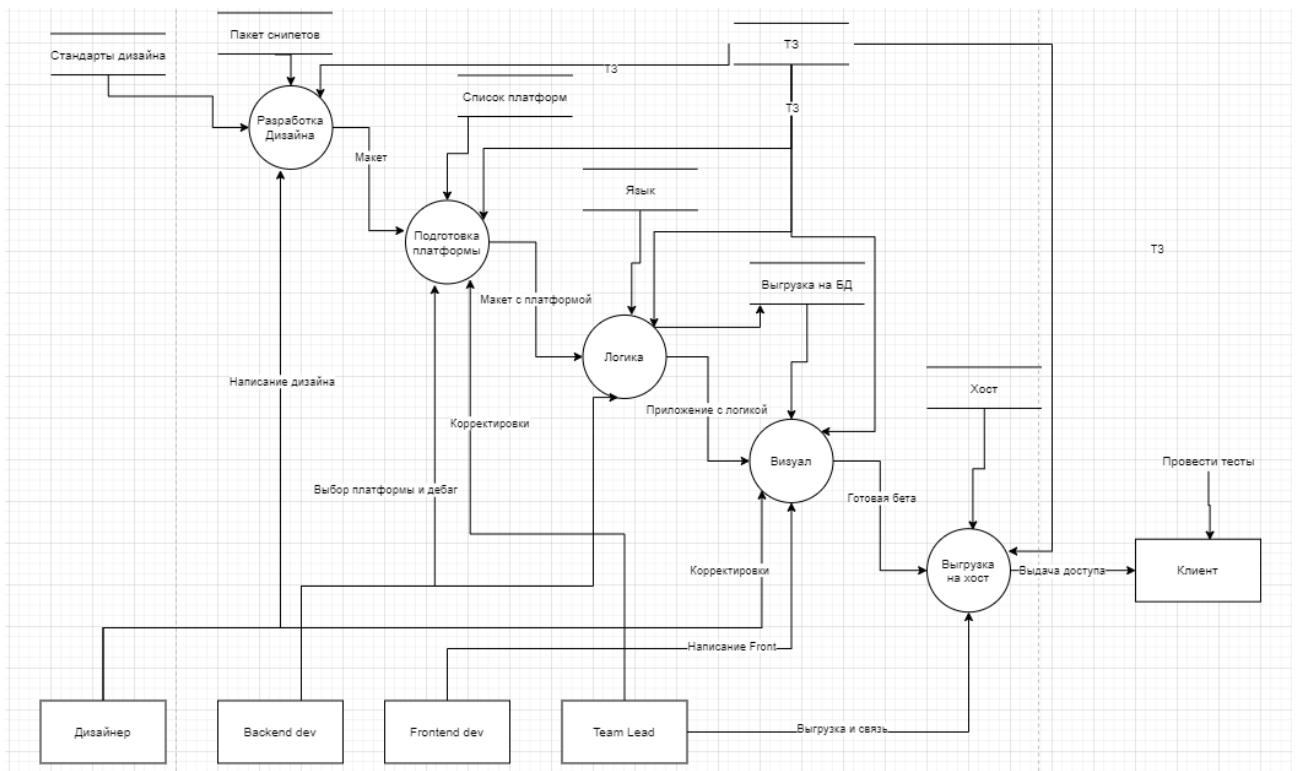 Пакет снипетов
Стандарты дизайна
ТЗ
ТЗ
Список платформ
ТЗ
Разработка
Дизайна
Макет
Язык
Подготовка
платформы
ТЗ
Макет с платформой
Выгрузка на БД
Логика
Написание дизайна
Хост
Приложение с логикой
Корректировки
Визуал
Провести тесты
Выбор платформы и дебаг
Готовая бета
Корректировки
Выгрузка
на хост
Выдача доступа
Клиент
Написание Front
Дизайнер
Backend dev
Frontend dev
Team Lead
Выгрузка и связь